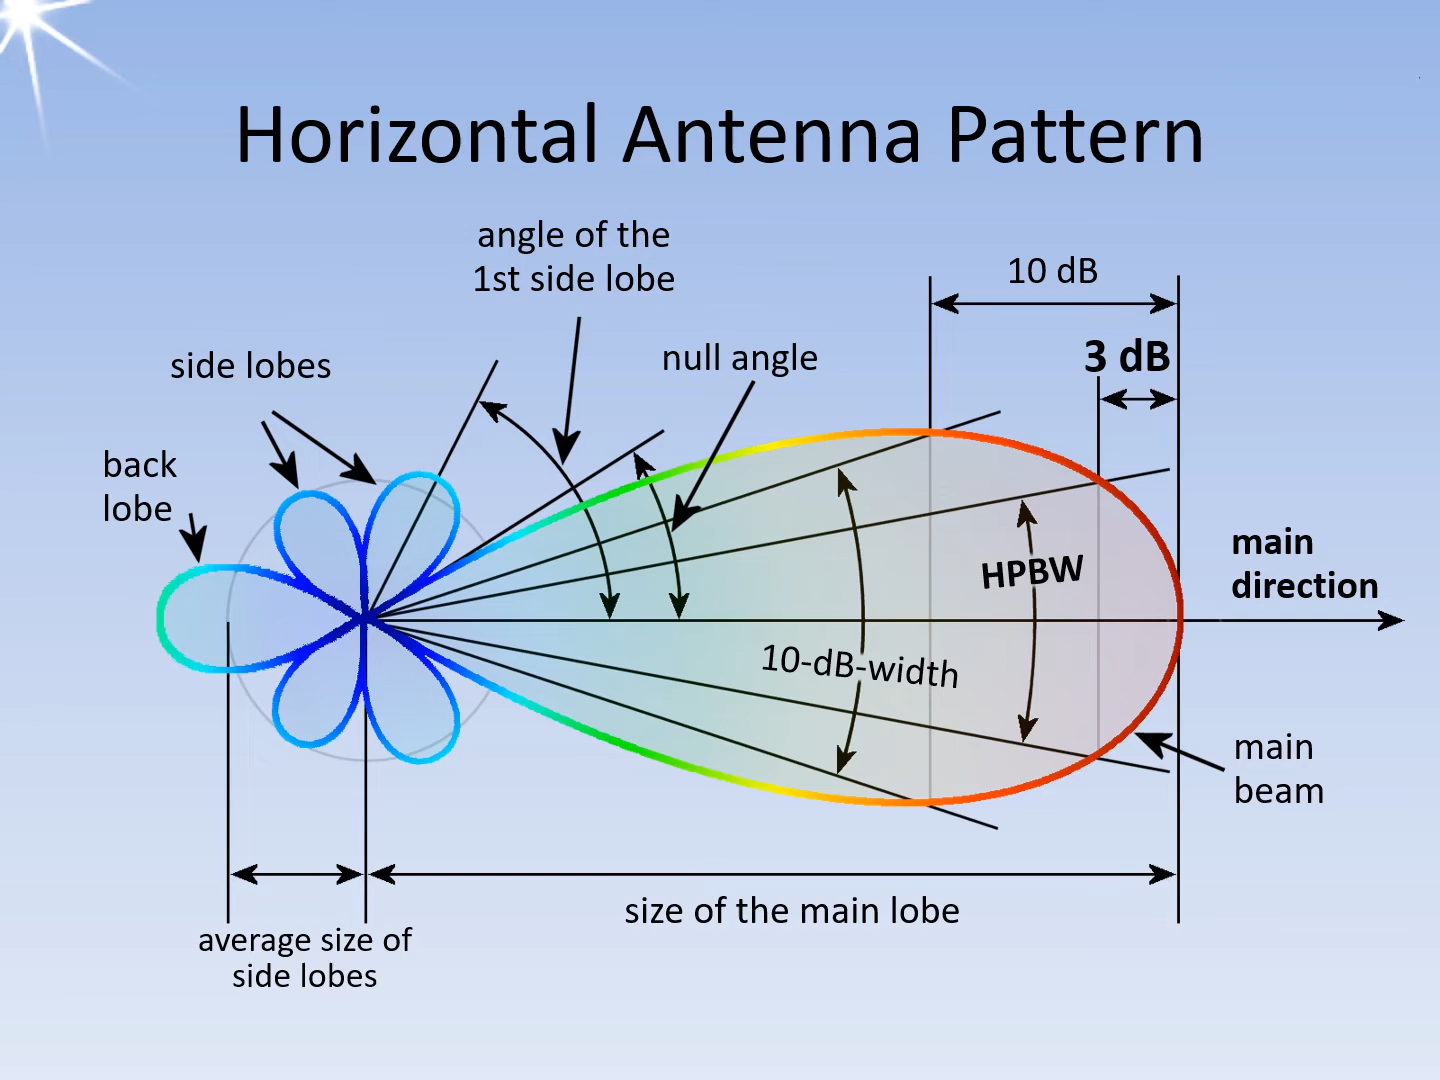 Horizontal Antenna Pattern
angle of the
1st side lobe
10 dB
3 dB
null angle
side lobes
back
lobe
main
direction
HPBW
10-dB-width
main
beam
size of the main lobe
average size of
side lobes